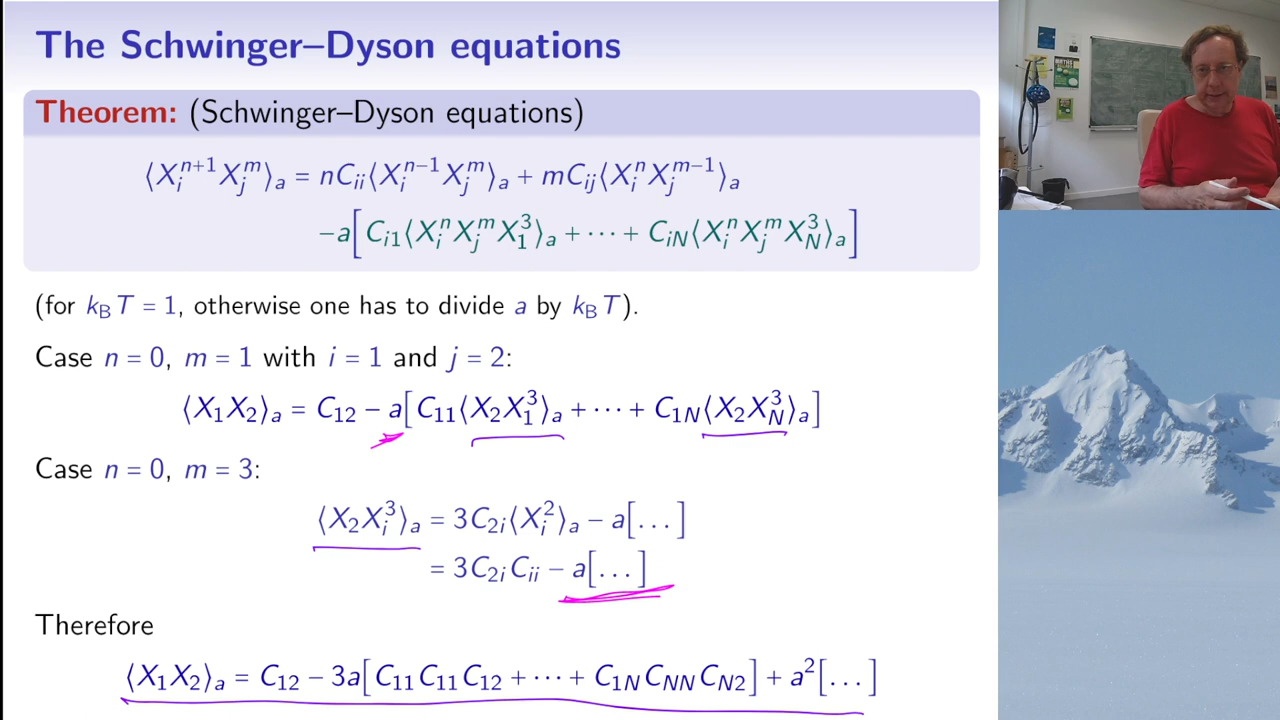 The Schwinger–Dyson equations
Theorem: (Schwinger–Dyson equations)
⟨X_i^{n+1} X_j^m⟩_a = nC_{ii}⟨X_i^{n−1} X_j^m⟩_a + mC_{ij}⟨X_i^n X_j^{m−1}⟩_a
−a[C_{i1}⟨X_i^n X_j^m X_1^3⟩_a + ⋯ + C_{iN}⟨X_i^n X_j^m X_N^3⟩_a]
(for k_B T = 1, otherwise one has to divide a by k_B T).
Case n = 0, m = 1 with i = 1 and j = 2:
⟨X_1 X_2⟩_a = C_{12} − a[C_{11}⟨X_2 X_1^3⟩_a + ⋯ + C_{1N}⟨X_2 X_N^3⟩_a]
Case n = 0, m = 3:
⟨X_2 X_i^3⟩_a = 3C_{2i}⟨X_i^2⟩_a − a[…]
= 3C_{2i} C_{ii} − a[…]
Therefore
⟨X_1 X_2⟩_a = C_{12} − 3a[C_{11} C_{11} C_{12} + ⋯ + C_{1N} C_{NN} C_{N2}] + a^2[…]